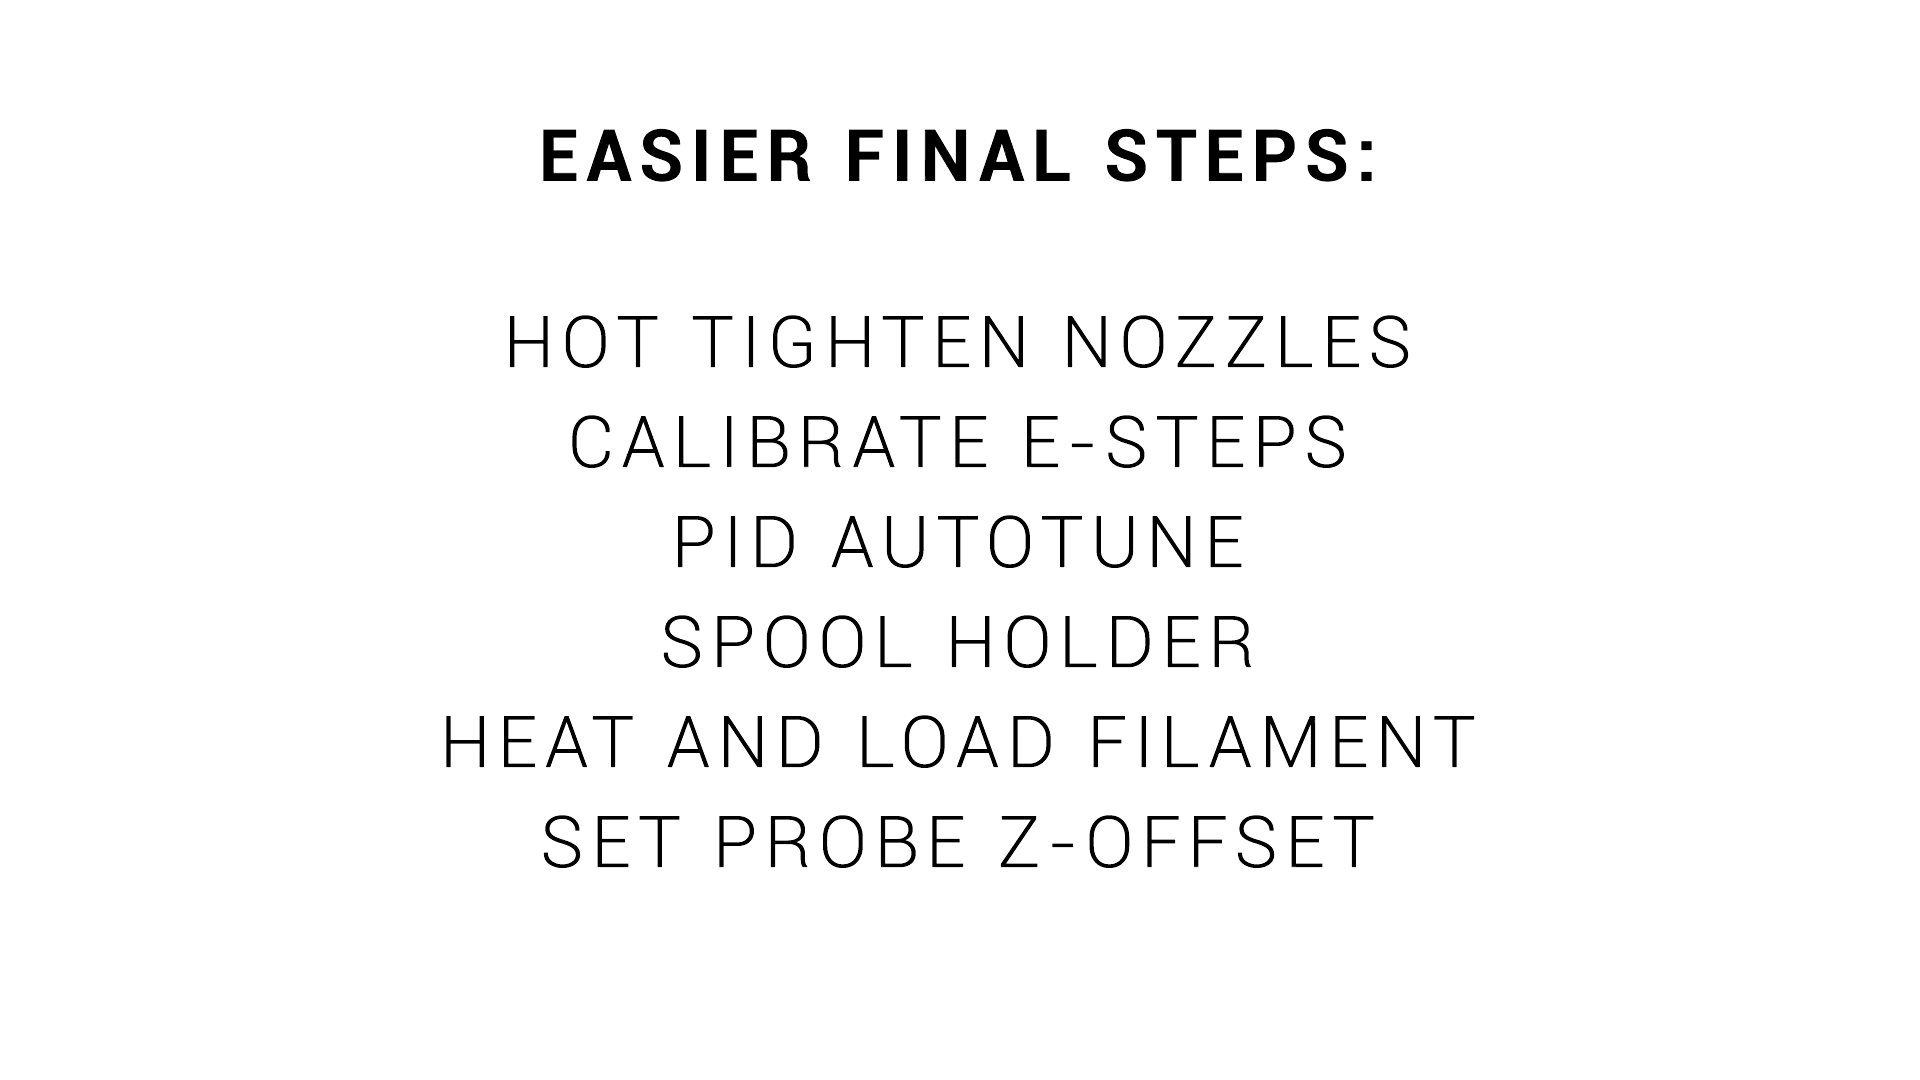 EASIER FINAL STEPS:
HOT TIGHTEN NOZZLES
CALIBRATE E-STEPS
PID AUTOTUNE
SPOOL HOLDER
HEAT AND LOAD FILAMENT
SET PROBE Z-OFFSET